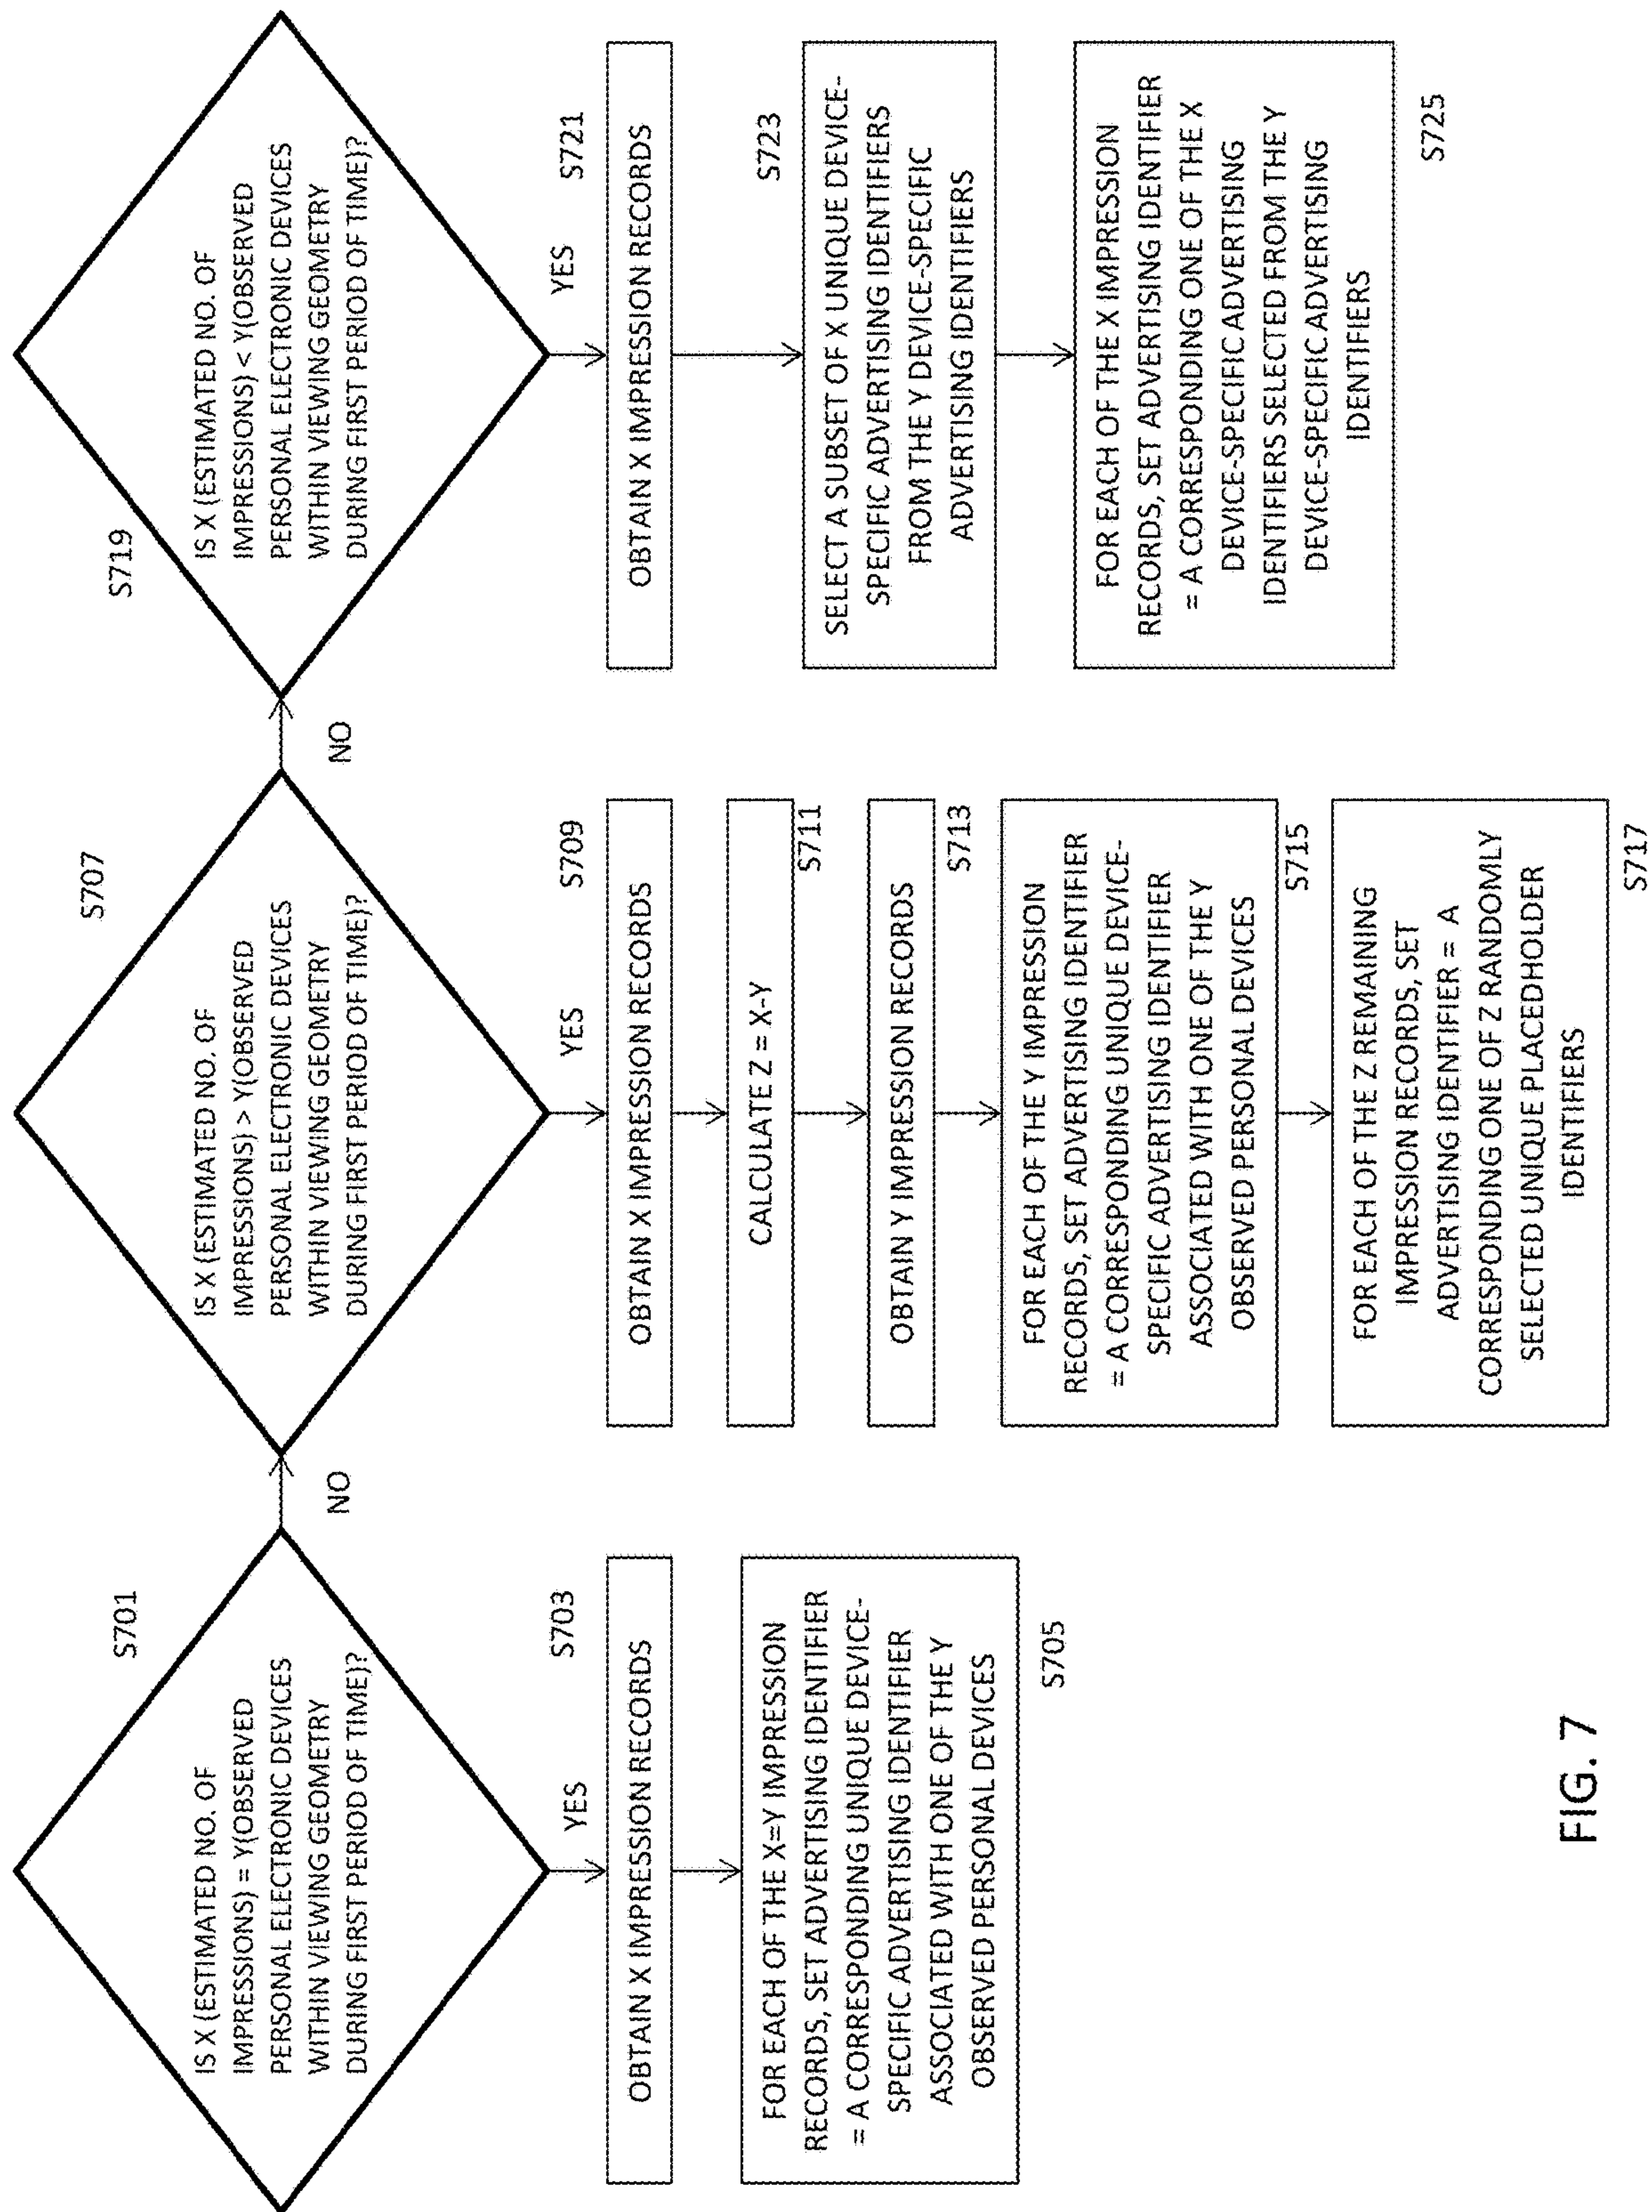 S701
IS X (ESTIMATED NO. OF
IMPRESSIONS) = Y(OBSERVED
PERSONAL ELECTRONIC DEVICES
WITHIN VIEWING GEOMETRY
DURING FIRST PERIOD OF TIME)?
NO
YES
S703
OBTAIN X IMPRESSION RECORDS
FOR EACH OF THE X=Y IMPRESSION
RECORDS, SET ADVERTISING IDENTIFIER
= A CORRESPONDING UNIQUE DEVICE-
SPECIFIC ADVERTISING IDENTIFIER
ASSOCIATED WITH ONE OF THE Y
OBSERVED PERSONAL DEVICES
S705
S707
IS X (ESTIMATED NO. OF
IMPRESSIONS) > Y(OBSERVED
PERSONAL ELECTRONIC DEVICES
WITHIN VIEWING GEOMETRY
DURING FIRST PERIOD OF TIME)?
NO
YES
S709
OBTAIN X IMPRESSION RECORDS
CALCULATE Z = X-Y
S711
OBTAIN Y IMPRESSION RECORDS
S713
FOR EACH OF THE Y IMPRESSION
RECORDS, SET ADVERTISING IDENTIFIER
= A CORRESPONDING UNIQUE DEVICE-
SPECIFIC ADVERTISING IDENTIFIER
ASSOCIATED WITH ONE OF THE Y
OBSERVED PERSONAL DEVICES
S715
FOR EACH OF THE Z REMAINING
IMPRESSION RECORDS, SET
ADVERTISING IDENTIFIER = A
CORRESPONDING ONE OF Z RANDOMLY
SELECTED UNIQUE PLACEDHOLDER
IDENTIFIERS
S717
S719
IS X (ESTIMATED NO. OF
IMPRESSIONS) < Y(OBSERVED
PERSONAL ELECTRONIC DEVICES
WITHIN VIEWING GEOMETRY
DURING FIRST PERIOD OF TIME)?
YES
S721
OBTAIN X IMPRESSION RECORDS
S723
SELECT A SUBSET OF X UNIQUE DEVICE-
SPECIFIC ADVERTISING IDENTIFIERS
FROM THE Y DEVICE-SPECIFIC
ADVERTISING IDENTIFIERS
FOR EACH OF THE X IMPRESSION
RECORDS, SET ADVERTISING IDENTIFIER
= A CORRESPONDING ONE OF THE X
DEVICE-SPECIFIC ADVERTISING
IDENTIFIERS SELECTED FROM THE Y
DEVICE-SPECIFIC ADVERTISING
IDENTIFIERS
S725
FIG. 7